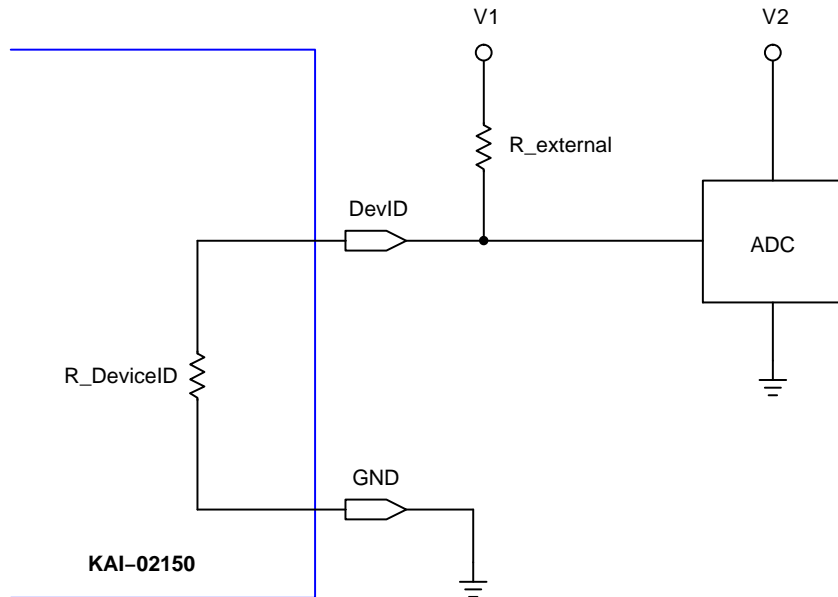 V1
V2
R_external
DevID
ADC
R_DeviceID
GND
KAI−02150